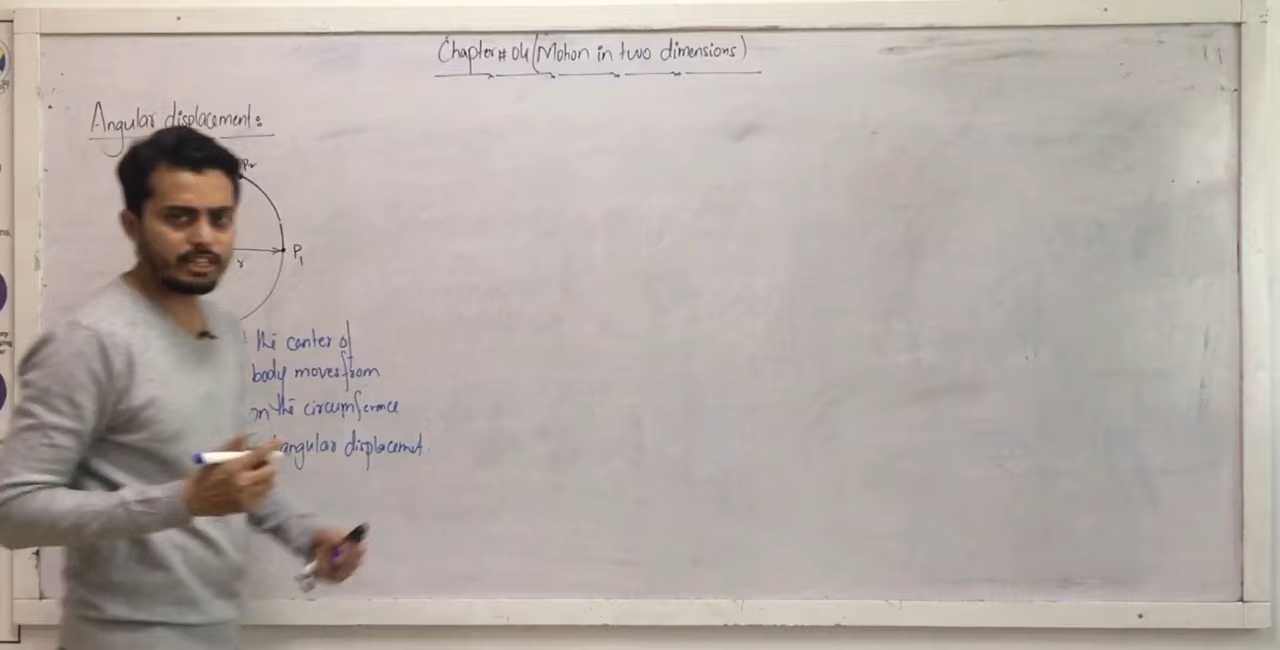 Chapter # 04 (Motion in two dimensions)
Angular displacement:
P2
P1
r
the center of
body moves from
on the circumference
angular displacemet.